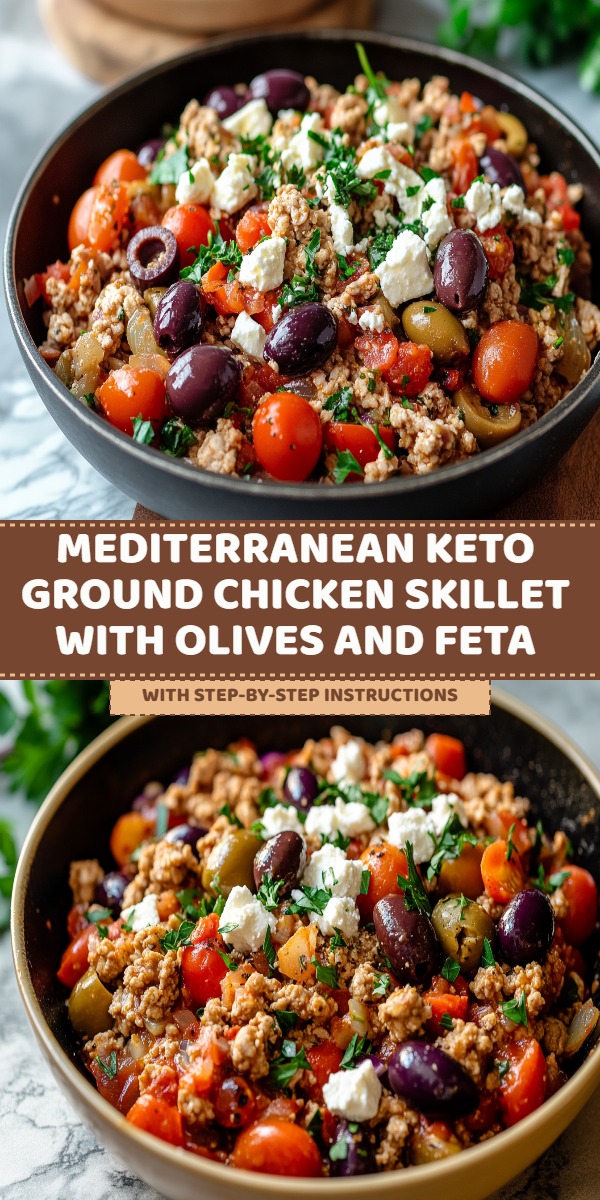 MEDITERRANEAN KETO
GROUND CHICKEN SKILLET
WITH OLIVES AND FETA
WITH STEP-BY-STEP INSTRUCTIONS